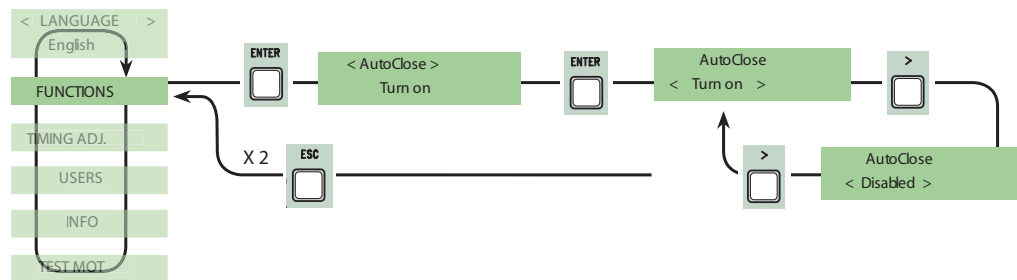 < LANGUAGE >
English
FUNCTIONS
TIMING ADJ.
USERS
INFO
TEST MOT
ENTER
< AutoClose >
Turn on
ENTER
AutoClose
< Turn on >
>
AutoClose
< Disabled >
>
ESC
X 2